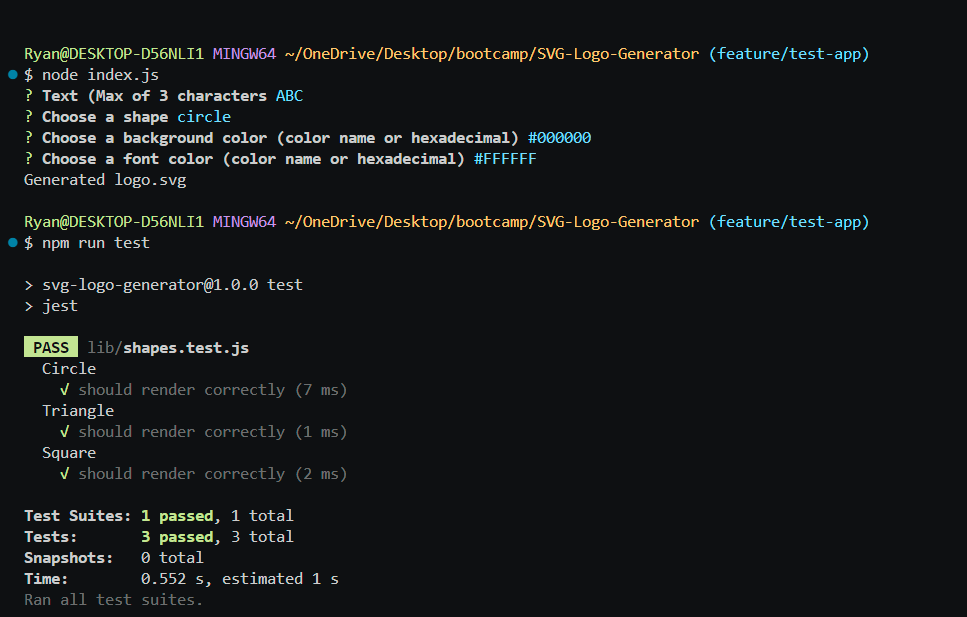 Ryan@DESKTOP-D56NLI1 MINGW64 ~/OneDrive/Desktop/bootcamp/SVG-Logo-Generator (feature/test-app)
$ node index.js
? Text (Max of 3 characters ABC
? Choose a shape circle
? Choose a background color (color name or hexadecimal) #000000
? Choose a font color (color name or hexadecimal) #FFFFFF
Generated logo.svg
Ryan@DESKTOP-D56NLI1 MINGW64 ~/OneDrive/Desktop/bootcamp/SVG-Logo-Generator (feature/test-app)
$ npm run test
> svg-logo-generator@1.0.0 test
> jest
PASS lib/shapes.test.js
Circle
√ should render correctly (7 ms)
Triangle
√ should render correctly (1 ms)
Square
√ should render correctly (2 ms)
Test Suites: 1 passed, 1 total
Tests: 3 passed, 3 total
Snapshots: 0 total
Time: 0.552 s, estimated 1 s
Ran all test suites.